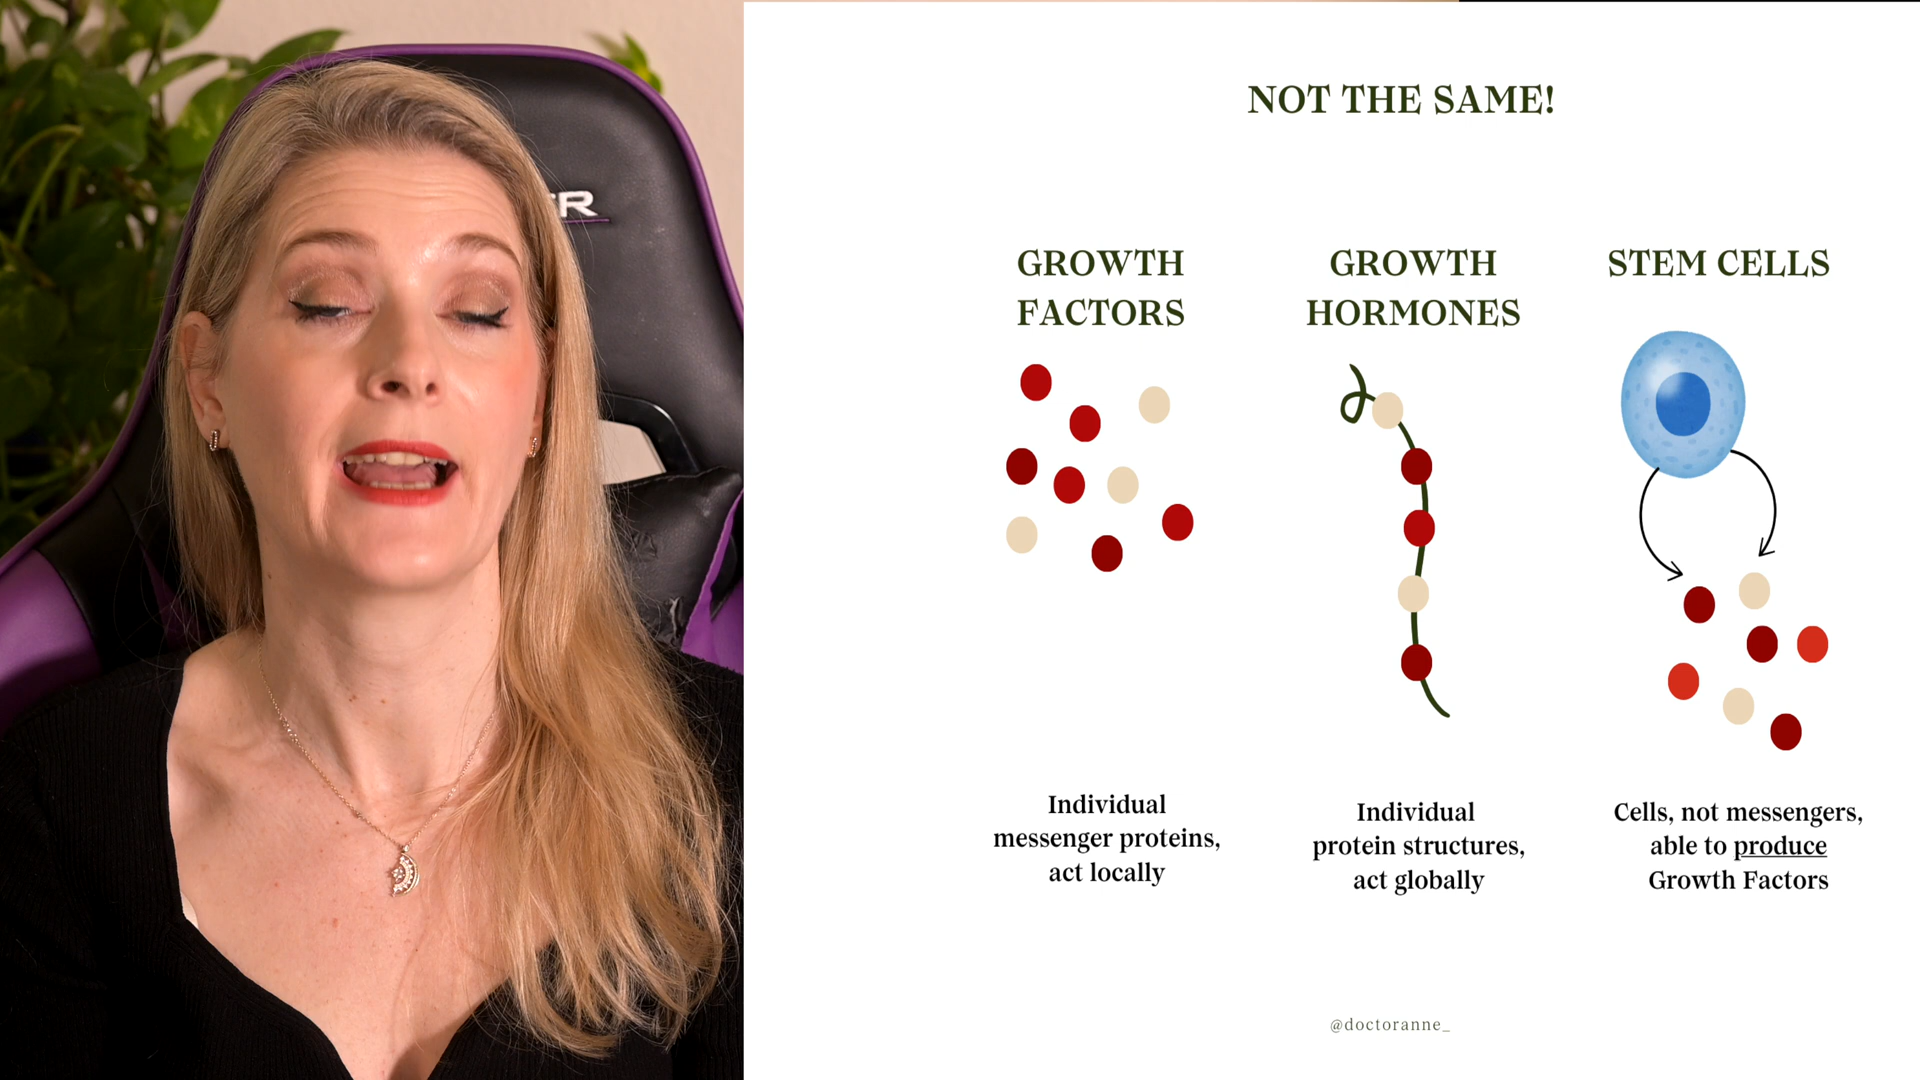 NOT THE SAME!
GROWTH
FACTORS
Individual
messenger proteins,
act locally
GROWTH
HORMONES
Individual
protein structures,
act globally
STEM CELLS
Cells, not messengers,
able to produce
Growth Factors
@doctoranne_